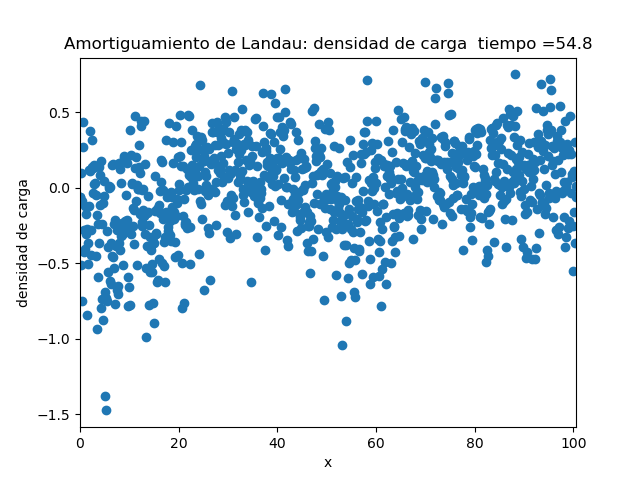 Amortiguamiento de Landau: densidad de carga  tiempo =54.8
densidad de carga
0.5
0.0
−0.5
−1.0
−1.5
0 20 40 60 80 100
x